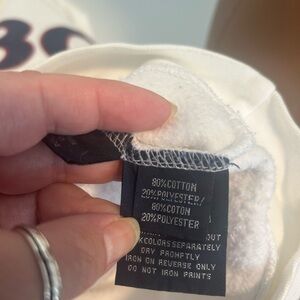 80%COTTON
20%POLYESTER/
80%COTON
20%POLYESTER
OUT
COLORS SEPARATELY
DRY PROMPTLY
IRON ON REVERSE ONLY
DO NOT IRON PRINTS